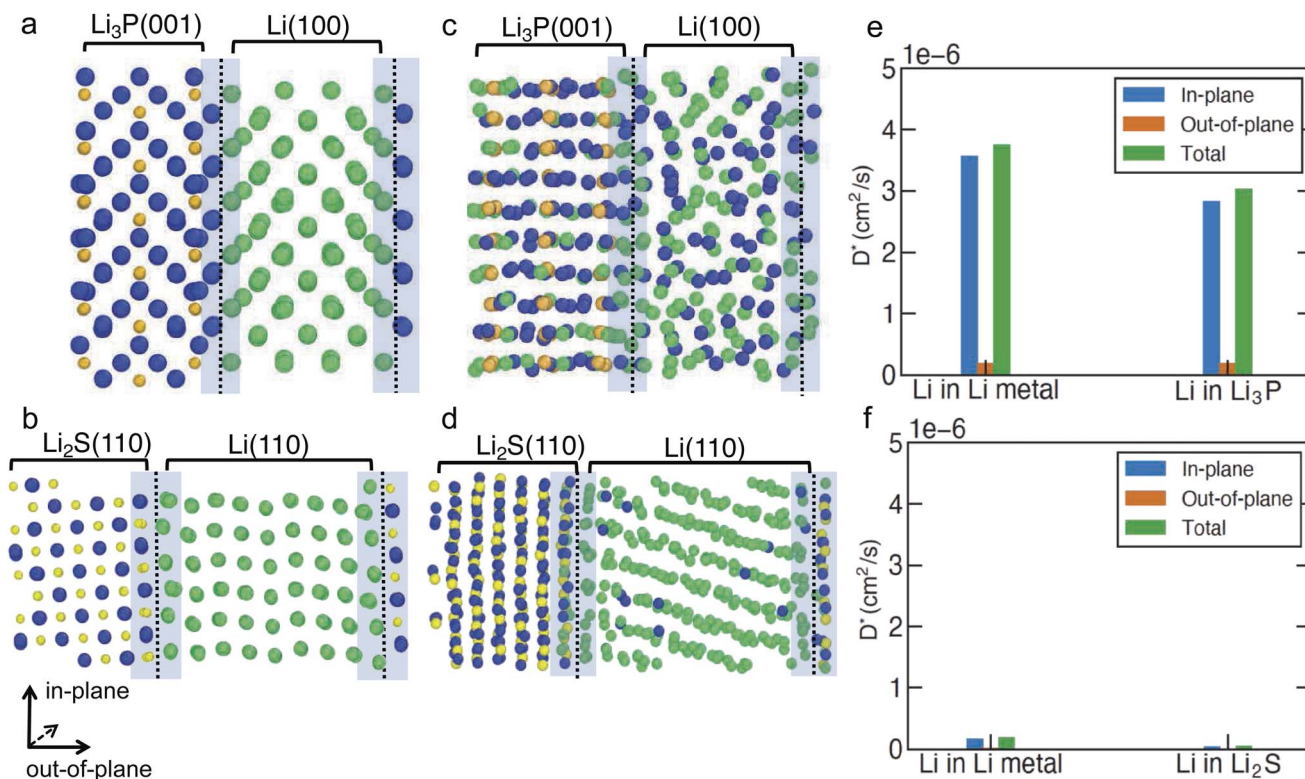 a
Li₃P(001)
Li(100)
b
Li₂S(110)
Li(110)
in-plane
out-of-plane
c
Li₃P(001)
Li(100)
d
Li₂S(110)
Li(110)
e
1e-6
5
4
3
2
1
0
D* (cm²/s)
In-plane
Out-of-plane
Total
Li in Li metal
Li in Li₃P
f
1e-6
5
4
3
2
1
0
D* (cm²/s)
In-plane
Out-of-plane
Total
Li in Li metal
Li in Li₂S